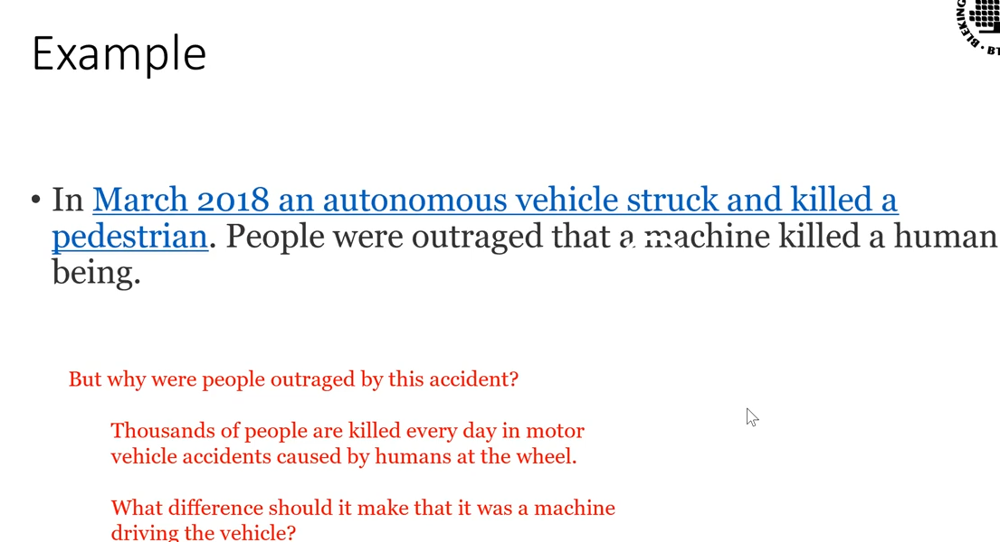 Example
• In March 2018 an autonomous vehicle struck and killed a
pedestrian. People were outraged that a machine killed a human
being.
But why were people outraged by this accident?
Thousands of people are killed every day in motor
vehicle accidents caused by humans at the wheel.
What difference should it make that it was a machine
driving the vehicle?